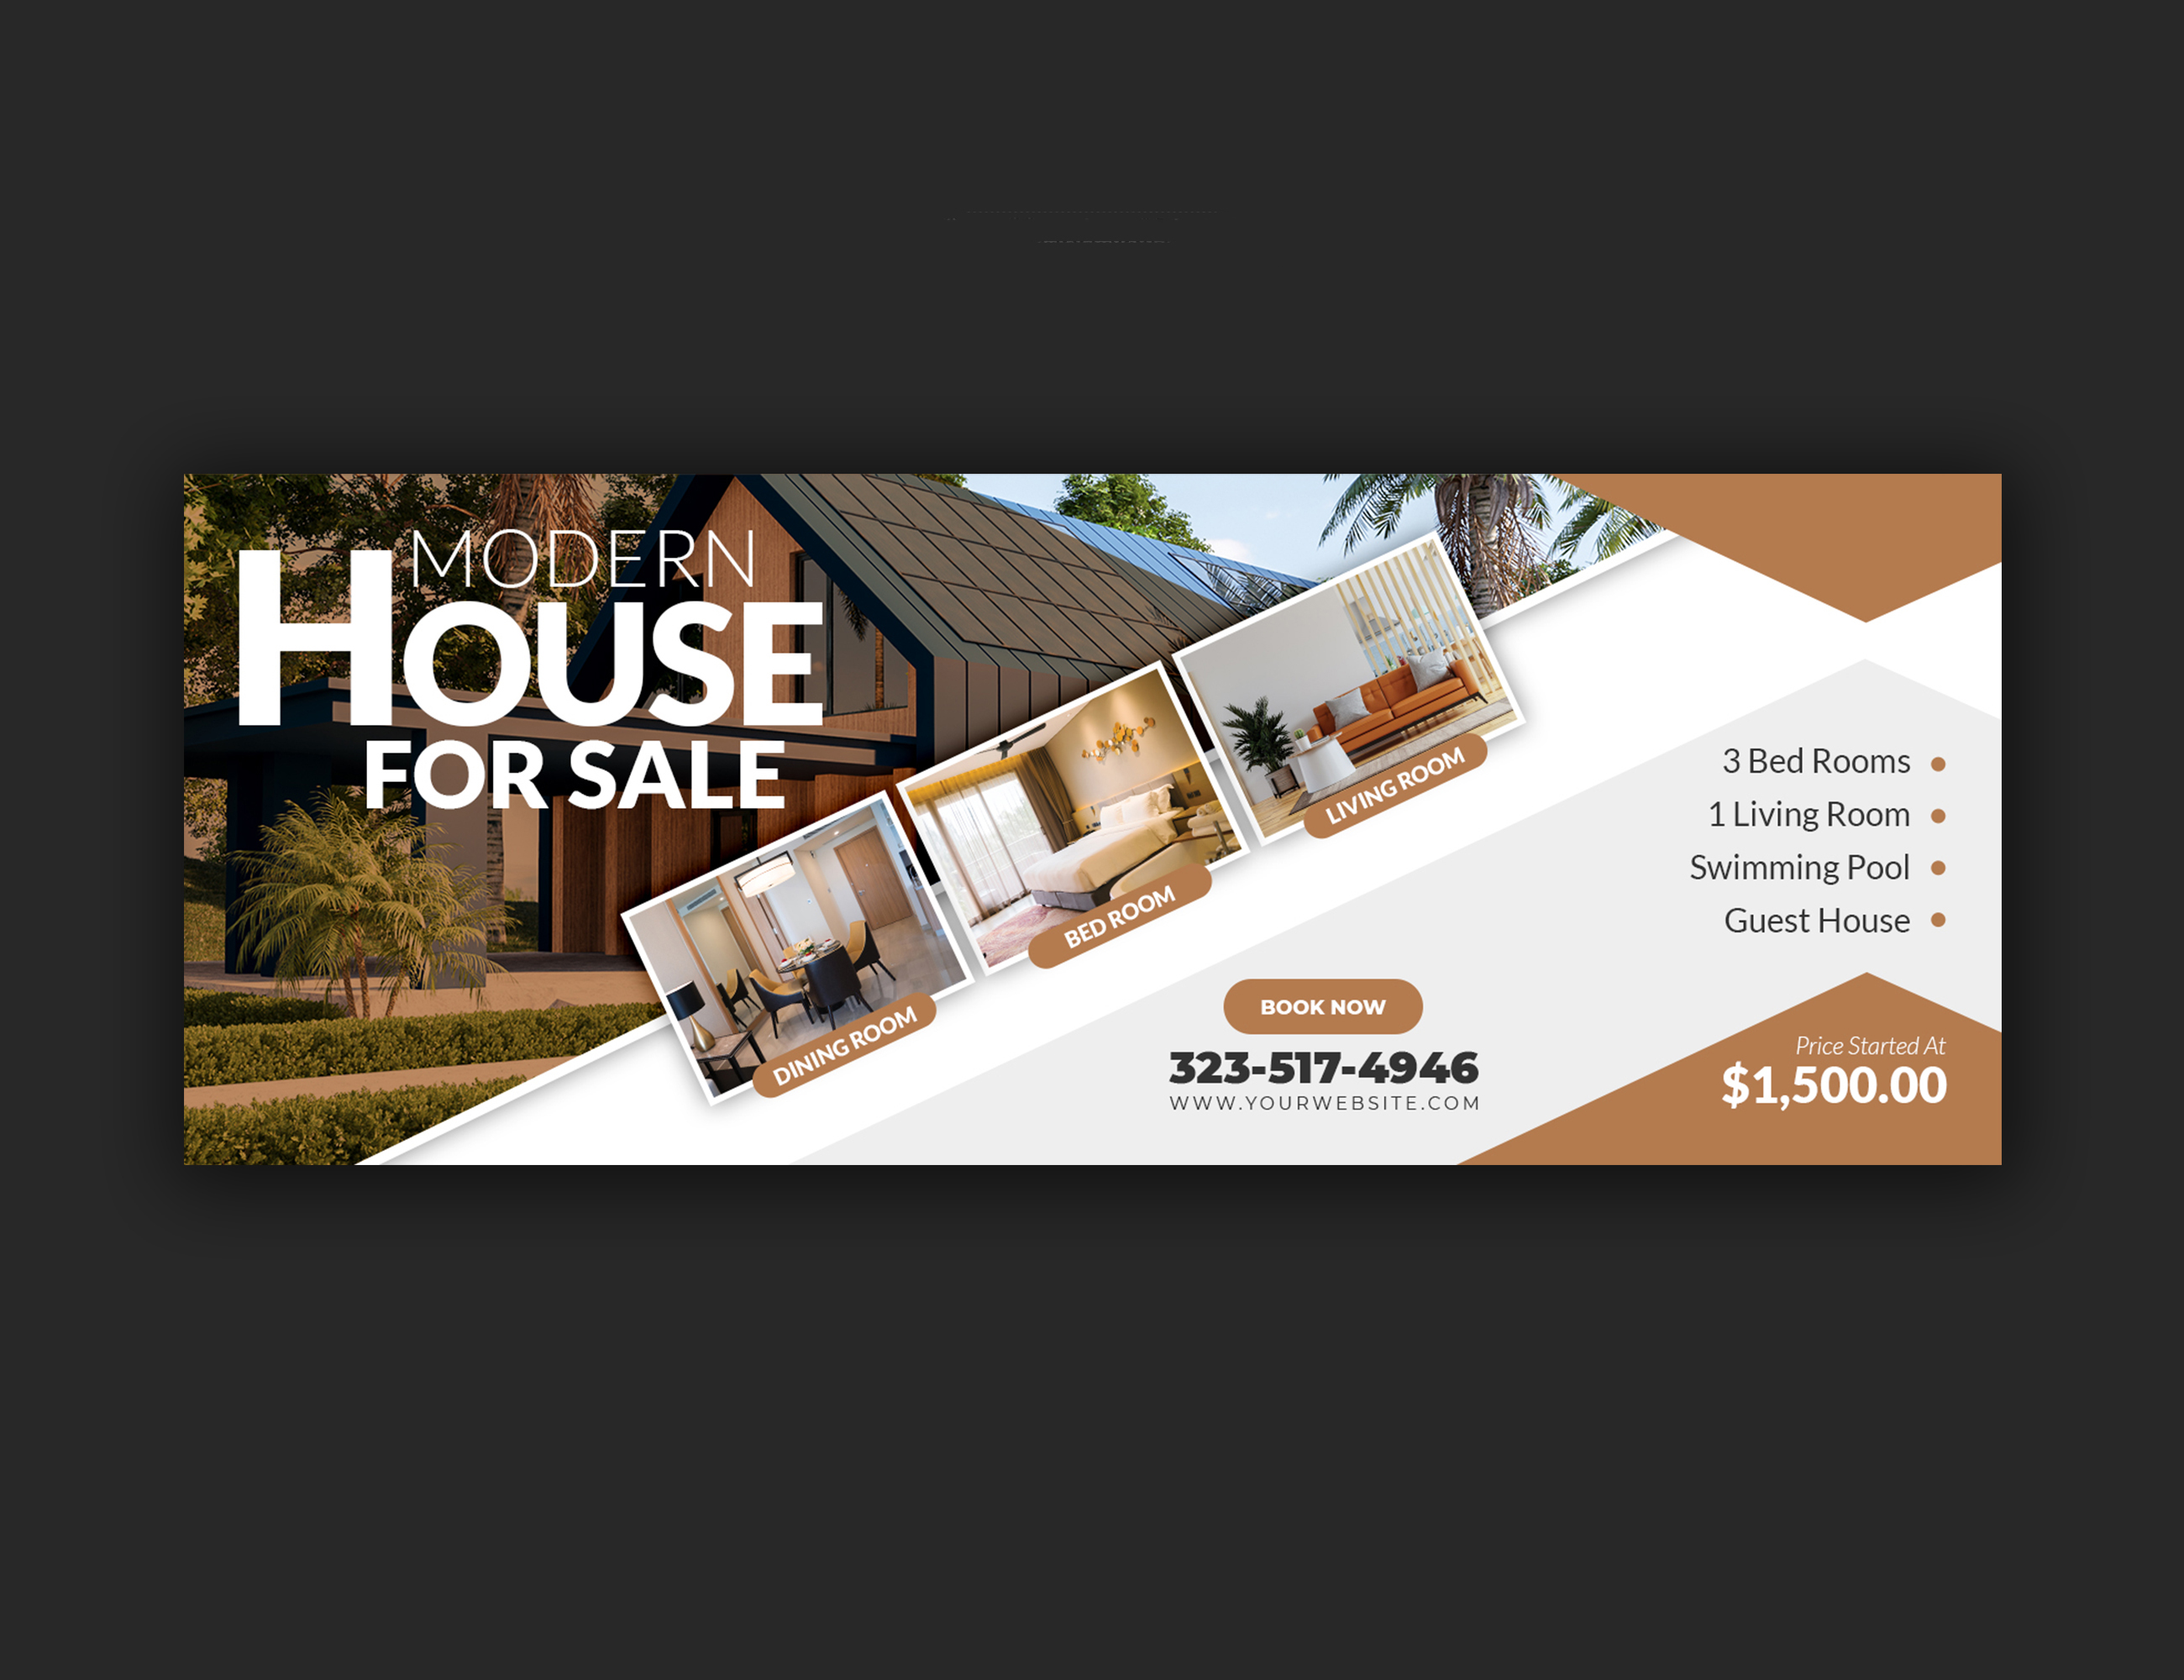 MODERN
HOUSE
FOR SALE
DINING ROOM
BED ROOM
LIVING ROOM
3 Bed Rooms
1 Living Room
Swimming Pool
Guest House
BOOK NOW
323-517-4946
WWW.YOURWEBSITE.COM
Price Started At
$1,500.00